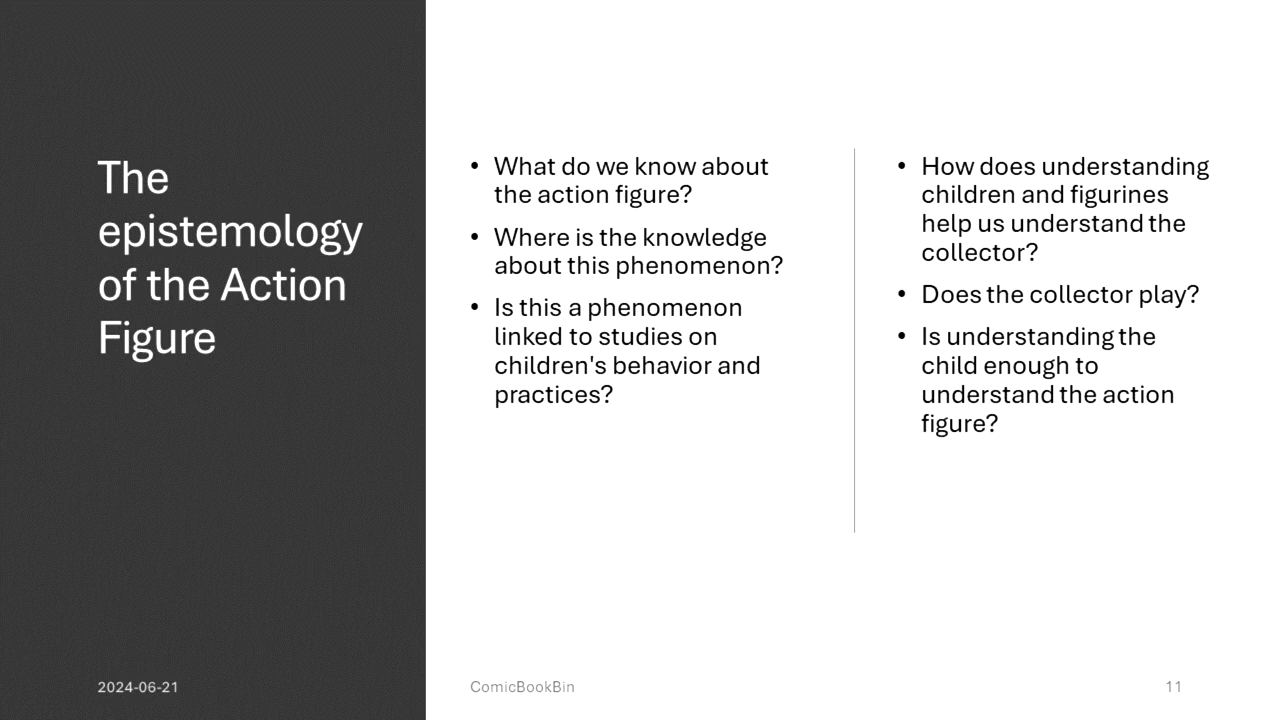 The
epistemology
of the Action
Figure
• What do we know about
the action figure?
• Where is the knowledge
about this phenomenon?
• Is this a phenomenon
linked to studies on
children's behavior and
practices?
• How does understanding
children and figurines
help us understand the
collector?
• Does the collector play?
• Is understanding the
child enough to
understand the action
figure?
2024-06-21
ComicBookBin
11